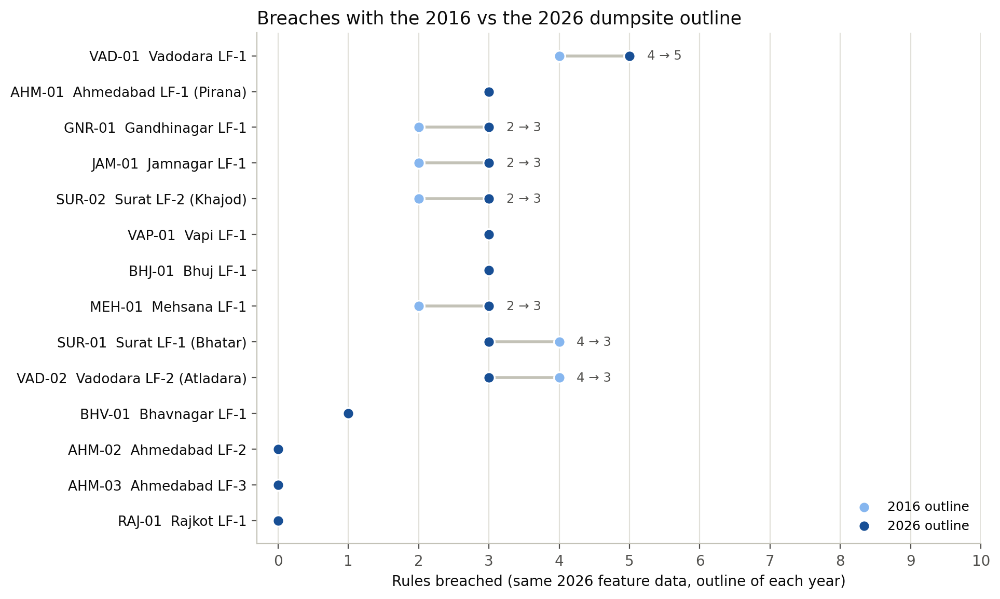 Breaches with the 2016 vs the 2026 dumpsite outline
VAD-01  Vadodara LF-1
4 → 5
AHM-01  Ahmedabad LF-1 (Pirana)
GNR-01  Gandhinagar LF-1
2 → 3
JAM-01  Jamnagar LF-1
2 → 3
SUR-02  Surat LF-2 (Khajod)
2 → 3
VAP-01  Vapi LF-1
BHJ-01  Bhuj LF-1
MEH-01  Mehsana LF-1
2 → 3
SUR-01  Surat LF-1 (Bhatar)
4 → 3
VAD-02  Vadodara LF-2 (Atladara)
4 → 3
BHV-01  Bhavnagar LF-1
AHM-02  Ahmedabad LF-2
AHM-03  Ahmedabad LF-3
RAJ-01  Rajkot LF-1
2016 outline
2026 outline
0 1 2 3 4 5 6 7 8 9 10
Rules breached (same 2026 feature data, outline of each year)